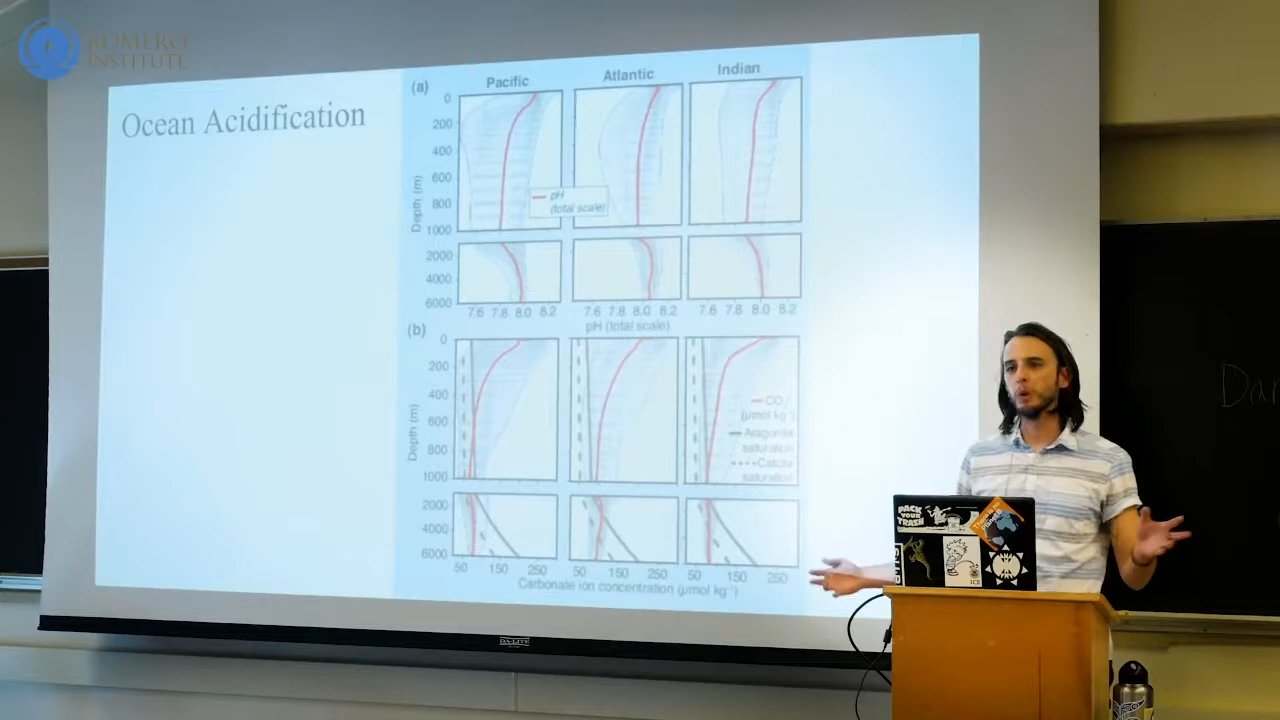 ROMERO
INSTITUTE
Ocean Acidification
(a)
Pacific
Atlantic
Indian
0
200
400
600
800
1000
2000
4000
6000
Depth (m)
pH
(total scale)
7.6 7.8 8.0 8.2
7.6 7.8 8.0 8.2
7.6 7.8 8.0 8.2
pH (total scale)
(b)
0
200
400
600
800
1000
2000
4000
6000
Depth (m)
(μmol kg⁻¹)
Aragonite
saturation
Calcite
saturation
50 150 250
50 150 250
50 150 250
Carbonate ion concentration (μmol kg⁻¹)
PACK
YOUR
TRASH
DA-LITE